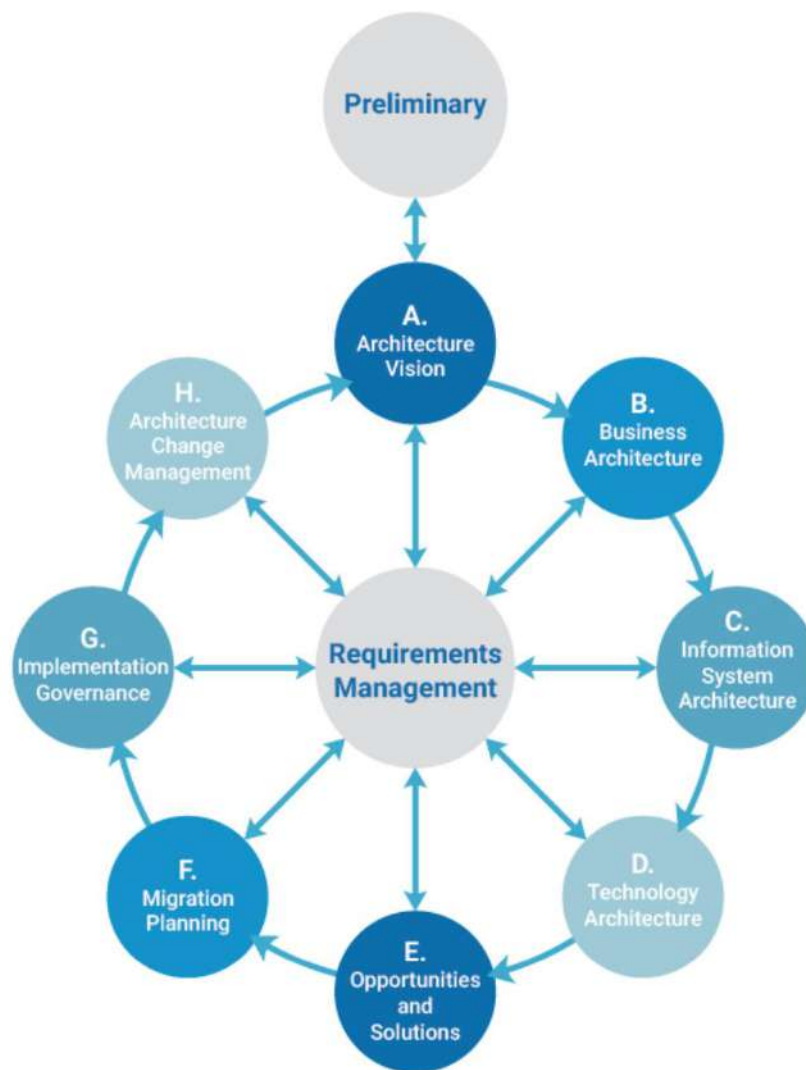 Preliminary
A.
Architecture
Vision
B.
Business
Architecture
C.
Information
System
Architecture
D.
Technology
Architecture
E.
Opportunities
and
Solutions
F.
Migration
Planning
G.
Implementation
Governance
H.
Architecture
Change
Management
Requirements
Management